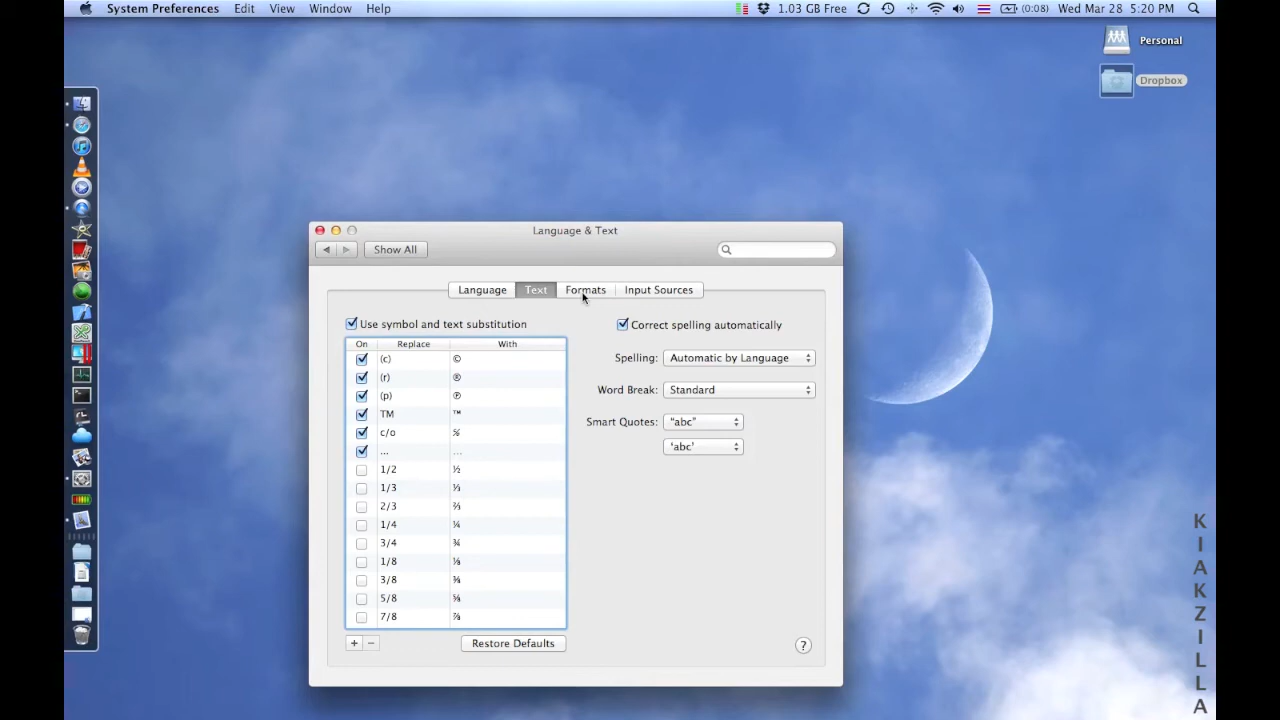 System Preferences Edit View Window Help 1.03 GB Free (0:08) Wed Mar 28 5:20 PM
Personal
Dropbox
Language & Text
Show All
Language Text Formats Input Sources
Use symbol and text substitution
Correct spelling automatically
On Replace With
(c) ©
(r) ®
(p) ℗
TM ™
c/o ℅
... …
1/2 ½
1/3 ⅓
2/3 ⅔
1/4 ¼
3/4 ¾
1/8 ⅛
3/8 ⅜
5/8 ⅝
7/8 ⅞
Spelling: Automatic by Language
Word Break: Standard
Smart Quotes: “abc”
‘abc’
+ − Restore Defaults ?
KIAKZILLA